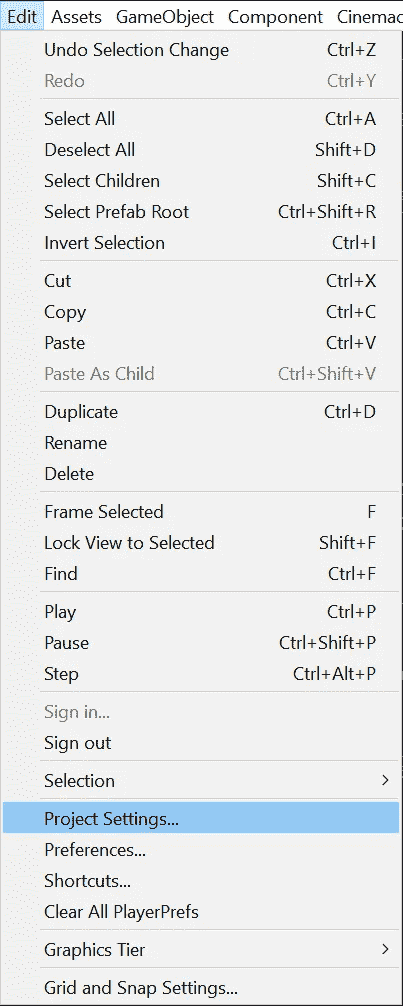 Edit Assets GameObject Component Cinemac
Undo Selection Change Ctrl+Z
Redo Ctrl+Y
Select All Ctrl+A
Deselect All Shift+D
Select Children Shift+C
Select Prefab Root Ctrl+Shift+R
Invert Selection Ctrl+I
Cut Ctrl+X
Copy Ctrl+C
Paste Ctrl+V
Paste As Child Ctrl+Shift+V
Duplicate Ctrl+D
Rename
Delete
Frame Selected F
Lock View to Selected Shift+F
Find Ctrl+F
Play Ctrl+P
Pause Ctrl+Shift+P
Step Ctrl+Alt+P
Sign in...
Sign out
Selection
Project Settings...
Preferences...
Shortcuts...
Clear All PlayerPrefs
Graphics Tier
Grid and Snap Settings...